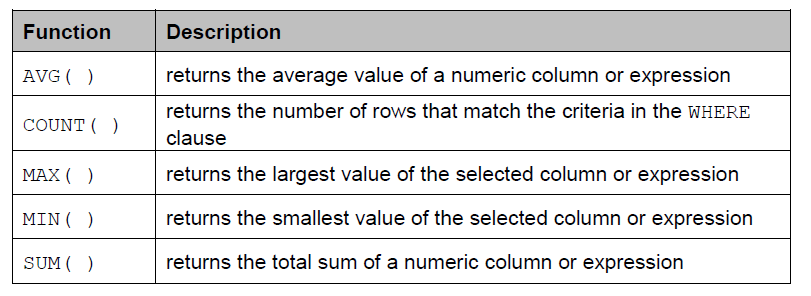 Function Description
AVG( ) returns the average value of a numeric column or expression
COUNT( ) returns the number of rows that match the criteria in the WHERE
clause
MAX( ) returns the largest value of the selected column or expression
MIN( ) returns the smallest value of the selected column or expression
SUM( ) returns the total sum of a numeric column or expression